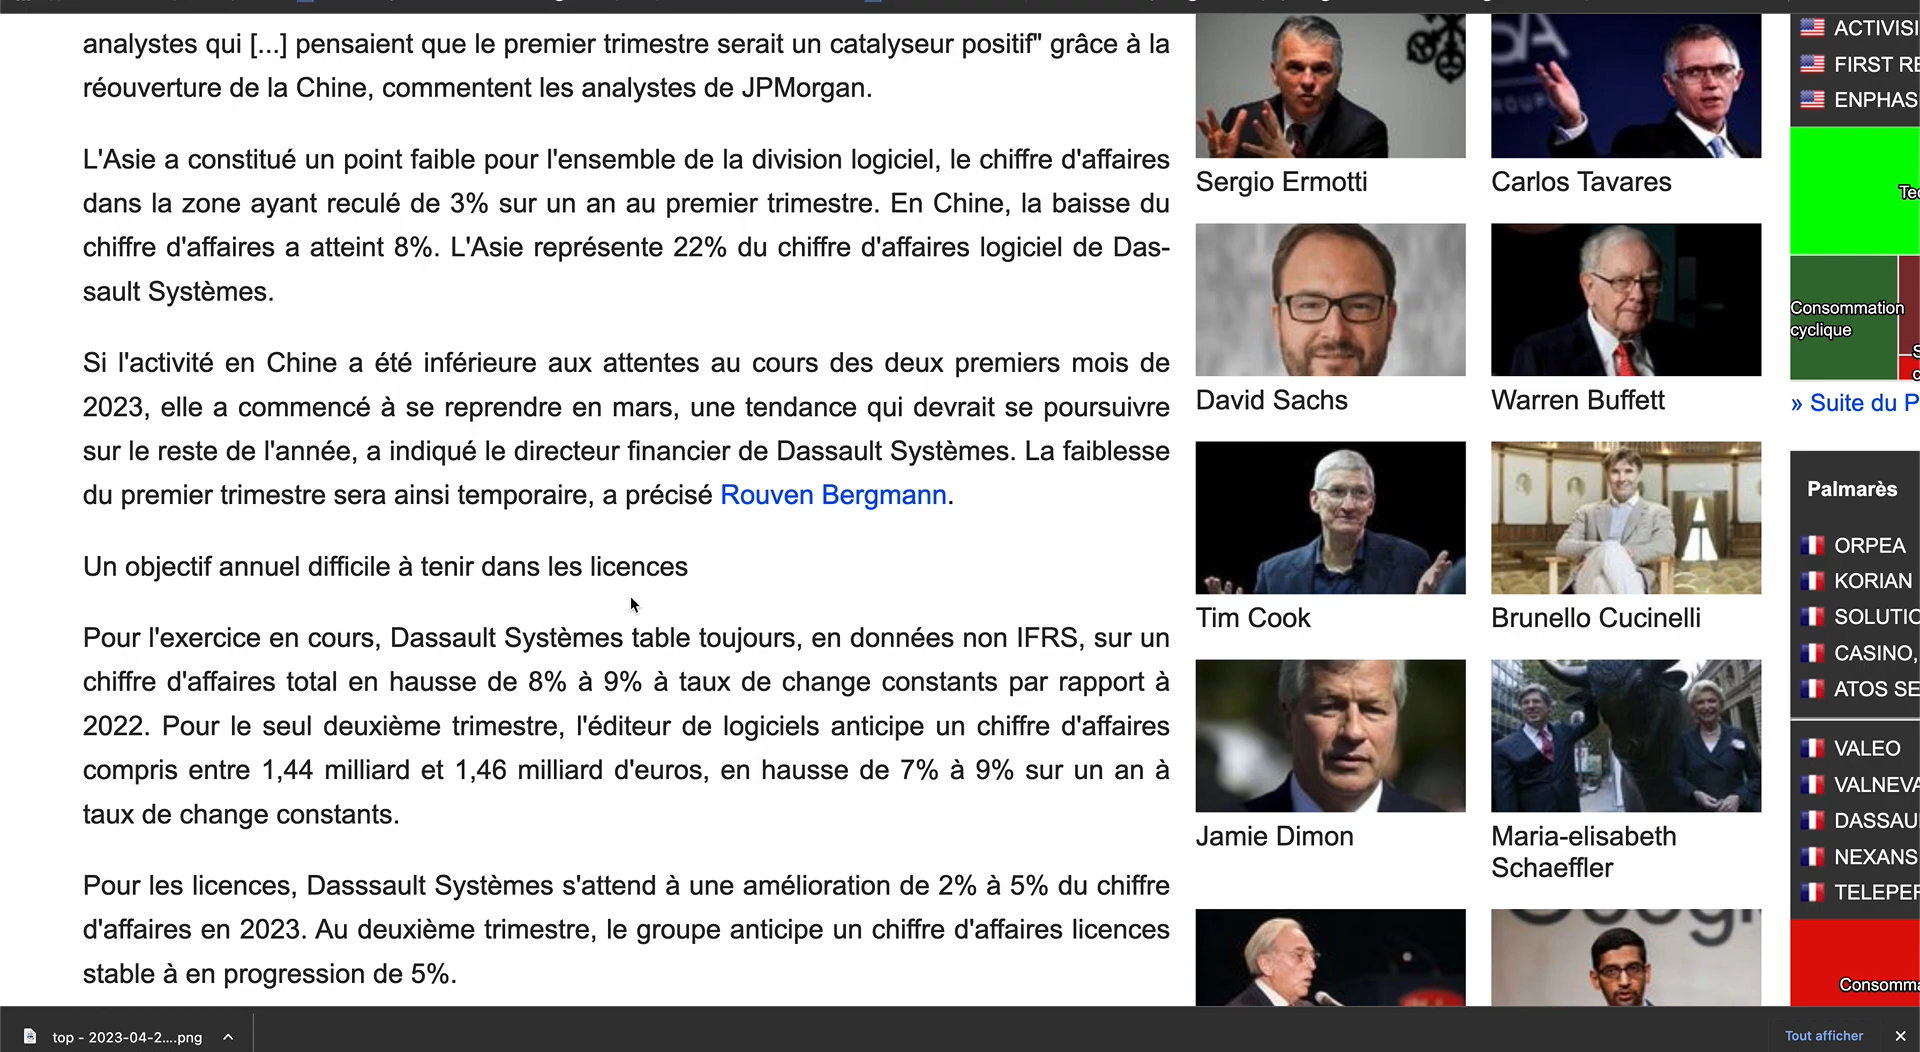 analystes qui [...] pensaient que le premier trimestre serait un catalyseur positif" grâce à la
réouverture de la Chine, commentent les analystes de JPMorgan.
L'Asie a constitué un point faible pour l'ensemble de la division logiciel, le chiffre d'affaires
dans la zone ayant reculé de 3% sur un an au premier trimestre. En Chine, la baisse du
chiffre d'affaires a atteint 8%. L'Asie représente 22% du chiffre d'affaires logiciel de Das-
sault Systèmes.
Si l'activité en Chine a été inférieure aux attentes au cours des deux premiers mois de
2023, elle a commencé à se reprendre en mars, une tendance qui devrait se poursuivre
sur le reste de l'année, a indiqué le directeur financier de Dassault Systèmes. La faiblesse
du premier trimestre sera ainsi temporaire, a précisé Rouven Bergmann.
Un objectif annuel difficile à tenir dans les licences
Pour l'exercice en cours, Dassault Systèmes table toujours, en données non IFRS, sur un
chiffre d'affaires total en hausse de 8% à 9% à taux de change constants par rapport à
2022. Pour le seul deuxième trimestre, l'éditeur de logiciels anticipe un chiffre d'affaires
compris entre 1,44 milliard et 1,46 milliard d'euros, en hausse de 7% à 9% sur un an à
taux de change constants.
Pour les licences, Dasssault Systèmes s'attend à une amélioration de 2% à 5% du chiffre
d'affaires en 2023. Au deuxième trimestre, le groupe anticipe un chiffre d'affaires licences
stable à en progression de 5%.
Sergio Ermotti
Carlos Tavares
David Sachs
Warren Buffett
Tim Cook
Brunello Cucinelli
Jamie Dimon
Maria-elisabeth
Schaeffler
ACTIVISI
FIRST RE
ENPHAS
Tec
Consommation
cyclique
» Suite du P
Palmarès
ORPEA
KORIAN
SOLUTIO
CASINO,
ATOS SE
VALEO
VALNEVA
DASSAU
NEXANS
TELEPER
Consomma
top - 2023-04-2....png
Tout afficher